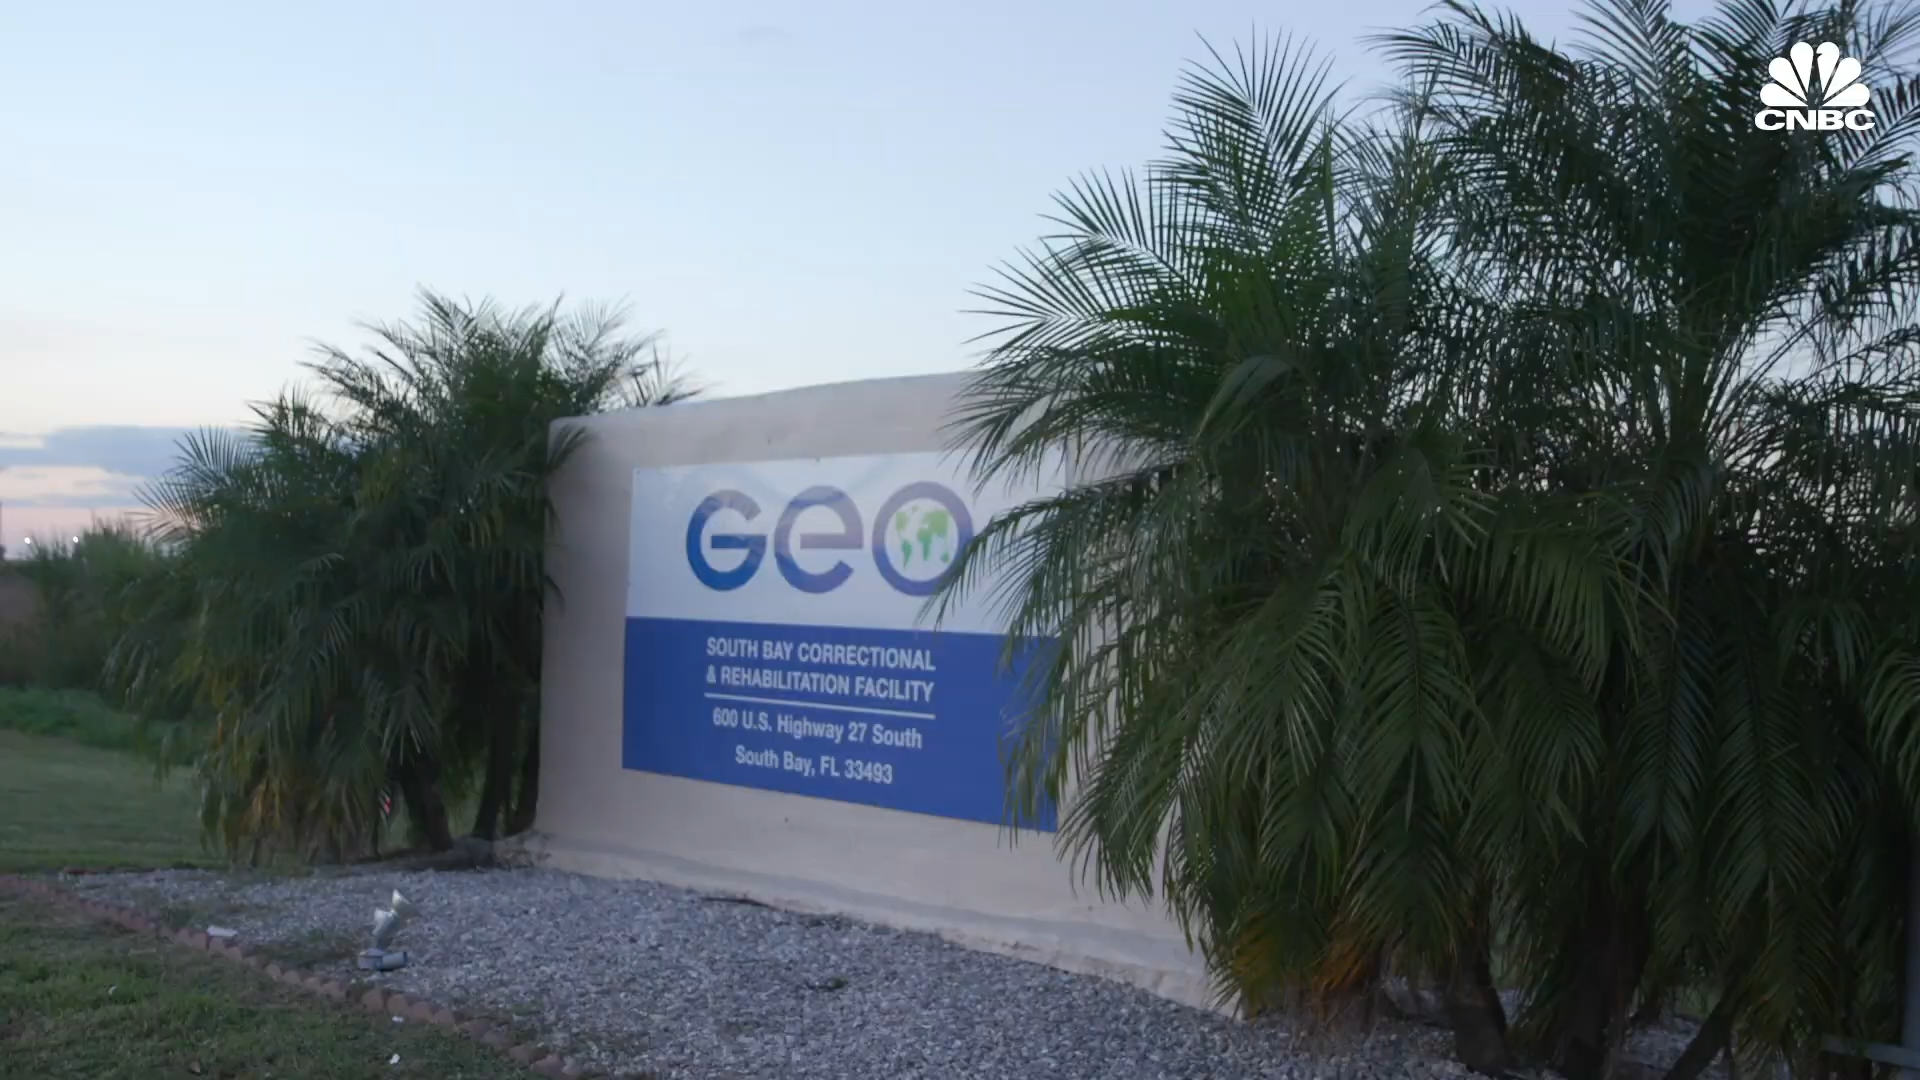 CNBC
GEO
SOUTH BAY CORRECTIONAL
& REHABILITATION FACILITY
600 U.S. Highway 27 South
South Bay, FL 33493